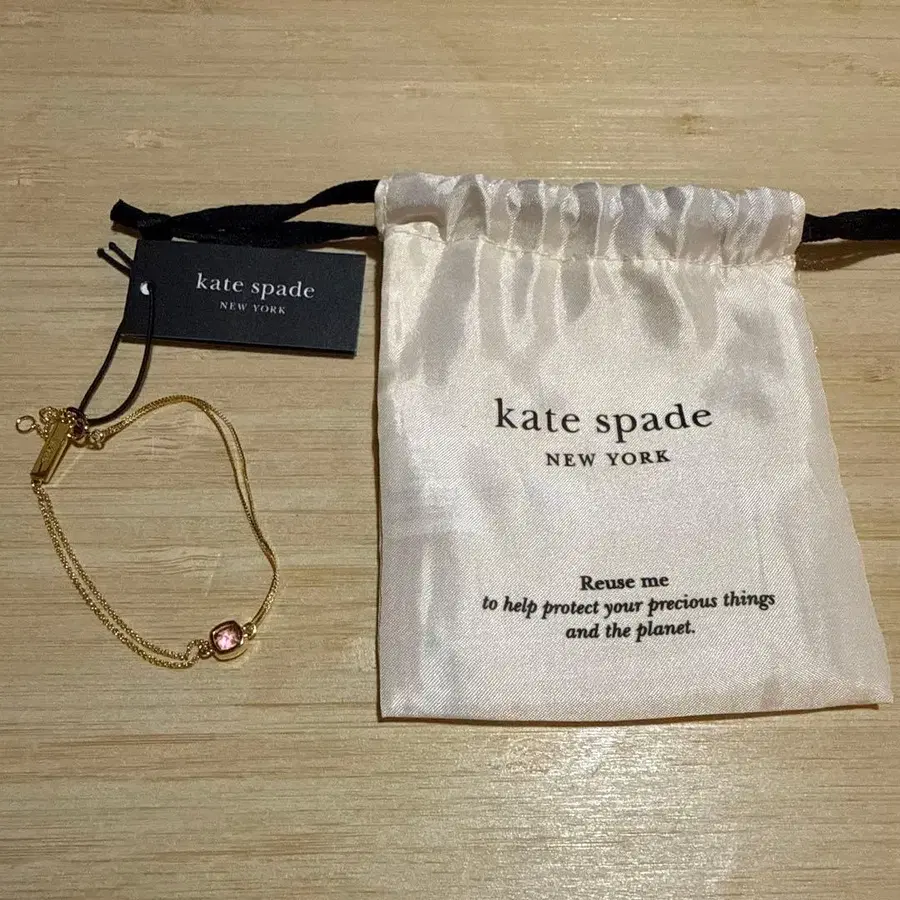 kate spade
NEW YORK
kate spade
NEW YORK
Reuse me
to help protect your precious things
and the planet.